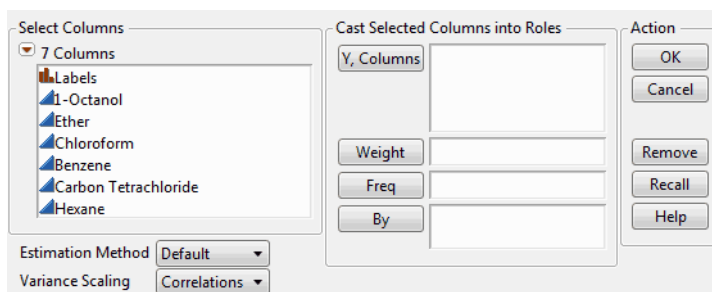 Select Columns
7 Columns
Labels
1-Octanol
Ether
Chloroform
Benzene
Carbon Tetrachloride
Hexane
Estimation Method Default
Variance Scaling Correlations
Cast Selected Columns into Roles
Y, Columns
Weight
Freq
By
Action
OK
Cancel
Remove
Recall
Help